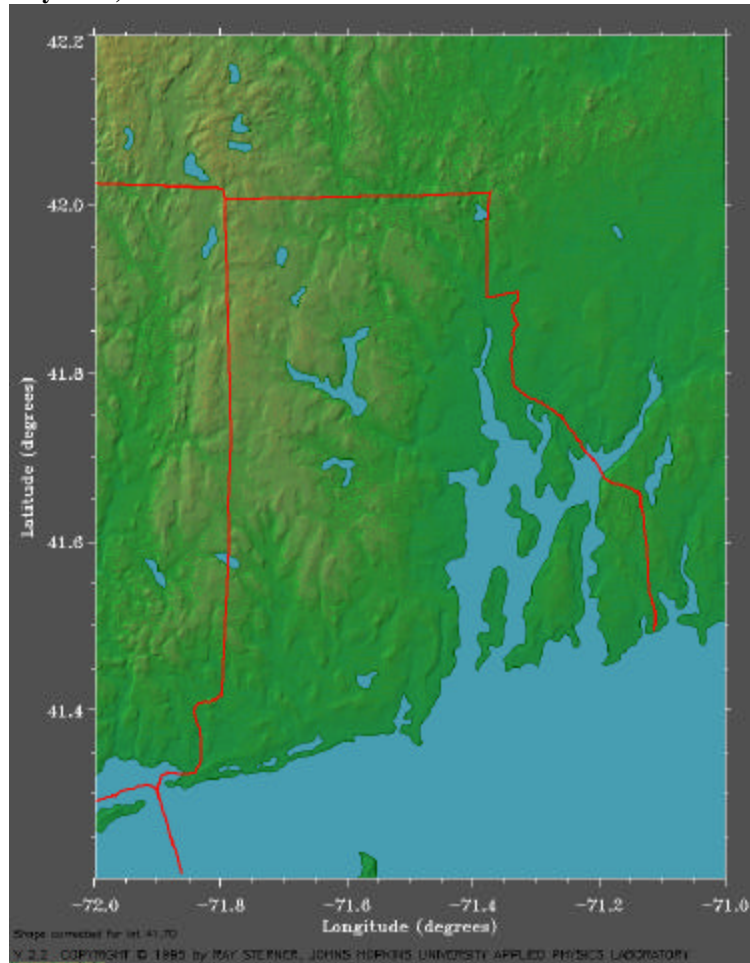 42.2
42.0
41.8
41.6
41.4
Latitude (degrees)
-72.0 -71.8 -71.6 -71.4 -71.2 -71.0
Longitude (degrees)
Shape corrected for lat 41.70
V 2.2 COPYRIGHT © 1995 by RAY STERNER, JOHNS HOPKINS UNIVERSITY APPLIED PHYSICS LABORATORY